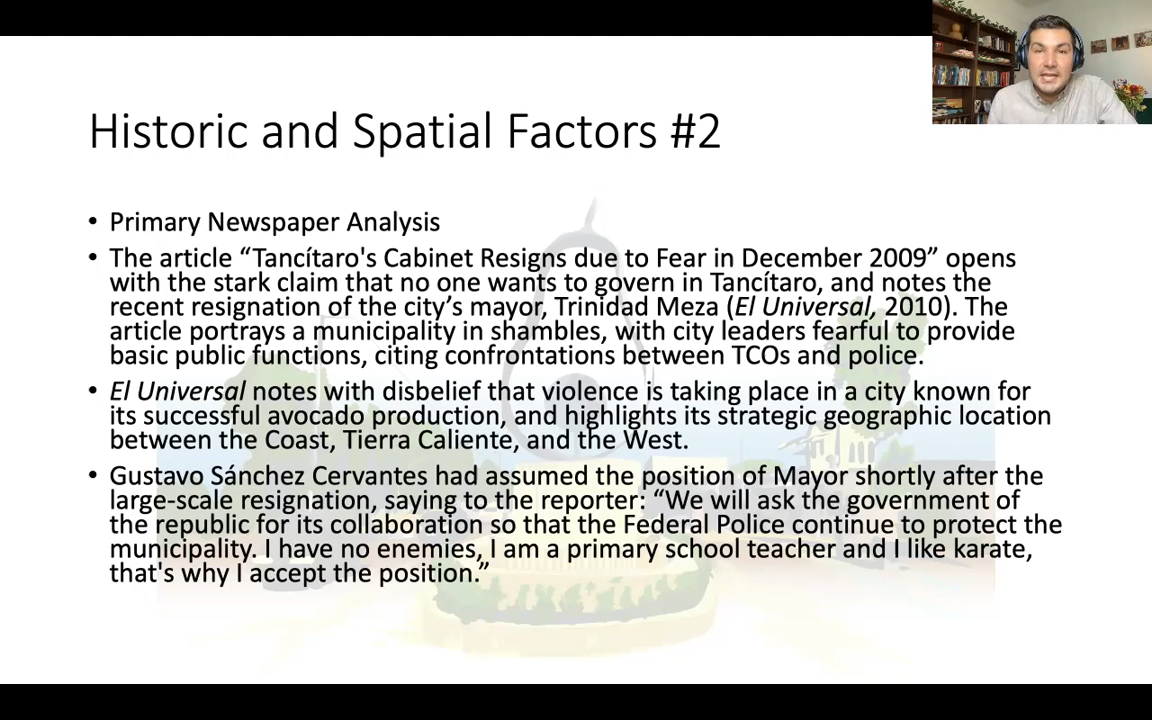 Historic and Spatial Factors #2
• Primary Newspaper Analysis
• The article “Tancítaro's Cabinet Resigns due to Fear in December 2009” opens
with the stark claim that no one wants to govern in Tancítaro, and notes the
recent resignation of the city’s mayor, Trinidad Meza (El Universal, 2010). The
article portrays a municipality in shambles, with city leaders fearful to provide
basic public functions, citing confrontations between TCOs and police.
• El Universal notes with disbelief that violence is taking place in a city known for
its successful avocado production, and highlights its strategic geographic location
between the Coast, Tierra Caliente, and the West.
• Gustavo Sánchez Cervantes had assumed the position of Mayor shortly after the
large-scale resignation, saying to the reporter: “We will ask the government of
the republic for its collaboration so that the Federal Police continue to protect the
municipality. I have no enemies, I am a primary school teacher and I like karate,
that's why I accept the position.”